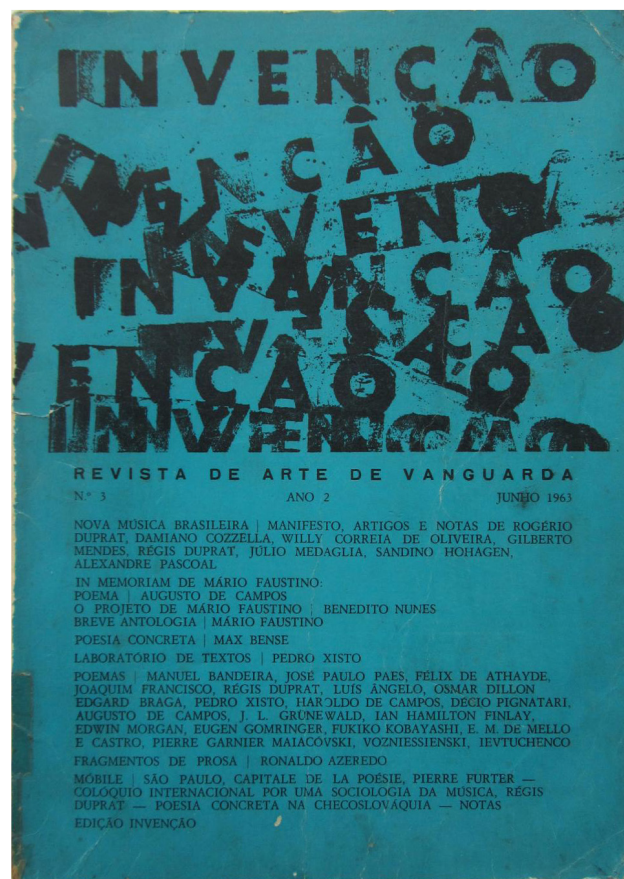 INVENÇÃO
INVENÇÃO
INVENÇÃO
INVENÇÃO
VENÇÃO
INVENÇÃO
REVISTA DE ARTE DE VANGUARDA
N.º 3 ANO 2 JUNHO 1963
NOVA MÚSICA BRASILEIRA | MANIFESTO, ARTIGOS E NOTAS DE ROGÉRIO
DUPRAT, DAMIANO COZZELLA, WILLY CORREIA DE OLIVEIRA, GILBERTO
MENDES, RÉGIS DUPRAT, JÚLIO MEDAGLIA, SANDINO HOHAGEN,
ALEXANDRE PASCOAL
IN MEMORIAM DE MÁRIO FAUSTINO:
POEMA | AUGUSTO DE CAMPOS
O PROJETO DE MÁRIO FAUSTINO | BENEDITO NUNES
BREVE ANTOLOGIA | MÁRIO FAUSTINO
POESIA CONCRETA | MAX BENSE
LABORATÓRIO DE TEXTOS | PEDRO XISTO
POEMAS | MANUEL BANDEIRA, JOSÉ PAULO PAES, FÉLIX DE ATHAYDE,
JOAQUIM FRANCISCO, RÉGIS DUPRAT, LUÍS ÂNGELO, OSMAR DILLON
EDGARD BRAGA, PEDRO XISTO, HAROLDO DE CAMPOS, DÉCIO PIGNATARI,
AUGUSTO DE CAMPOS, J. L. GRÜNEWALD, IAN HAMILTON FINLAY,
EDWIN MORGAN, EUGEN GOMRINGER, FUKIKO KOBAYASHI, E. M. DE MELLO
E CASTRO, PIERRE GARNIER MAIACÓVSKI, VOZNIESSIENSKI, IEVTUCHENCO
FRAGMENTOS DE PROSA | RONALDO AZEREDO
MÓBILE | SÃO PAULO, CAPITALE DE LA POÉSIE, PIERRE FURTER —
COLÓQUIO INTERNACIONAL POR UMA SOCIOLOGIA DA MÚSICA, RÉGIS
DUPRAT — POESIA CONCRETA NA CHECOSLOVÁQUIA — NOTAS
EDIÇÃO INVENÇÃO